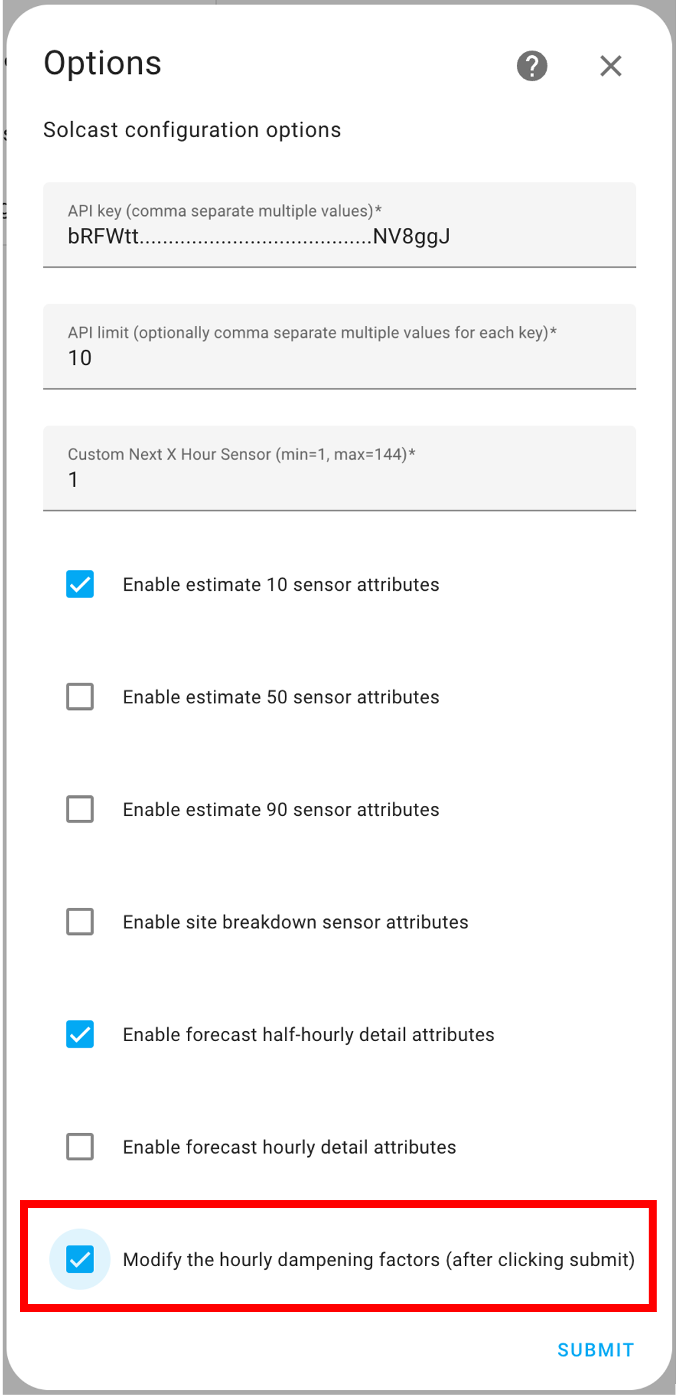 Options
Solcast configuration options
API key (comma separate multiple values)*
bRFWtt........................................NV8ggJ
API limit (optionally comma separate multiple values for each key)*
10
Custom Next X Hour Sensor (min=1, max=144)*
1
Enable estimate 10 sensor attributes
Enable estimate 50 sensor attributes
Enable estimate 90 sensor attributes
Enable site breakdown sensor attributes
Enable forecast half-hourly detail attributes
Enable forecast hourly detail attributes
Modify the hourly dampening factors (after clicking submit)
SUBMIT